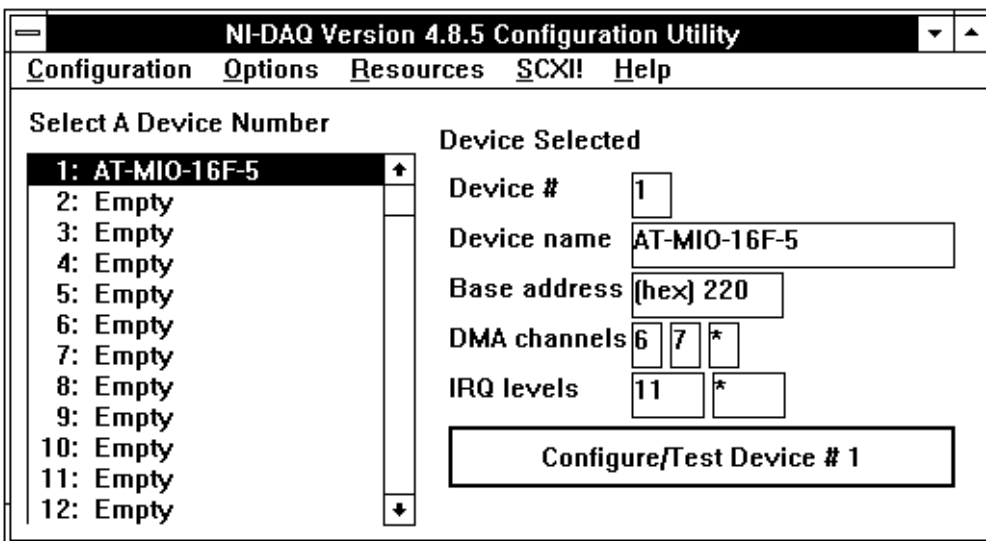 NI-DAQ Version 4.8.5 Configuration Utility
Configuration Options Resources SCXI! Help
Select A Device Number
1: AT-MIO-16F-5
2: Empty
3: Empty
4: Empty
5: Empty
6: Empty
7: Empty
8: Empty
9: Empty
10: Empty
11: Empty
12: Empty
Device Selected
Device # 1
Device name AT-MIO-16F-5
Base address (hex) 220
DMA channels 6 7 *
IRQ levels 11 *
Configure/Test Device # 1